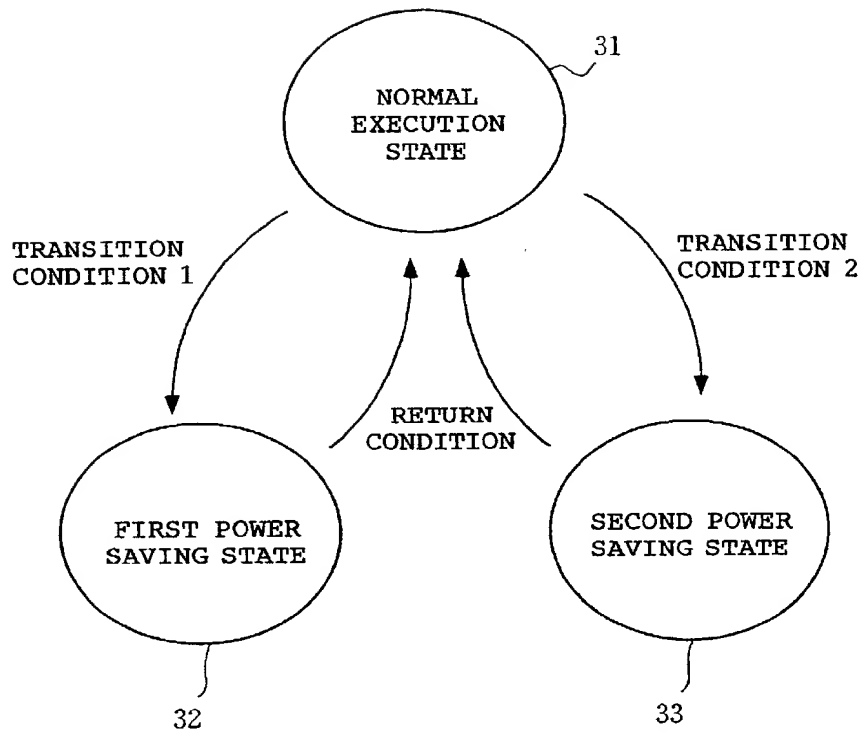 31
NORMAL
EXECUTION
STATE
TRANSITION
CONDITION 1
TRANSITION
CONDITION 2
RETURN
CONDITION
FIRST POWER
SAVING STATE
SECOND POWER
SAVING STATE
32
33